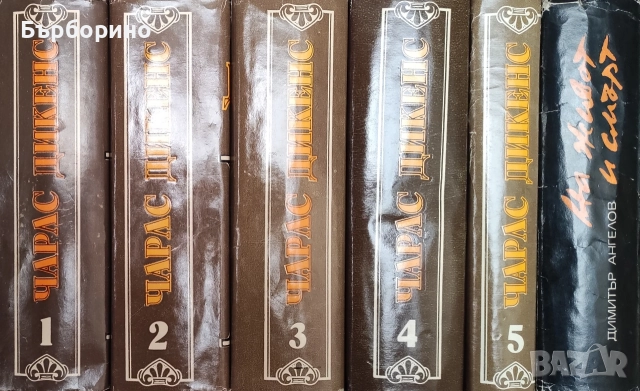 Бърборино
ЧАРЛС ДИКЕНС
1
ЧАРЛС ДИКЕНС
2
ЧАРЛС ДИКЕНС
3
ЧАРЛС ДИКЕНС
4
ЧАРЛС ДИКЕНС
5
На живот
и смърт
ДИМИТЪР АНГЕЛОВ
BAZAR